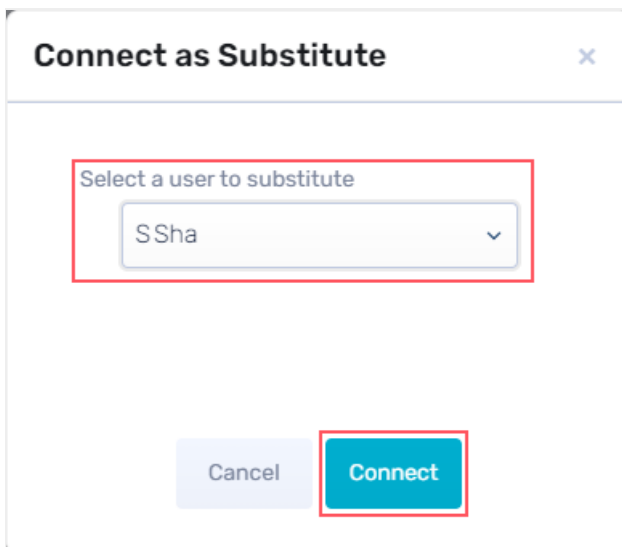 Connect as Substitute ×
Select a user to substitute
S Sha
Cancel Connect